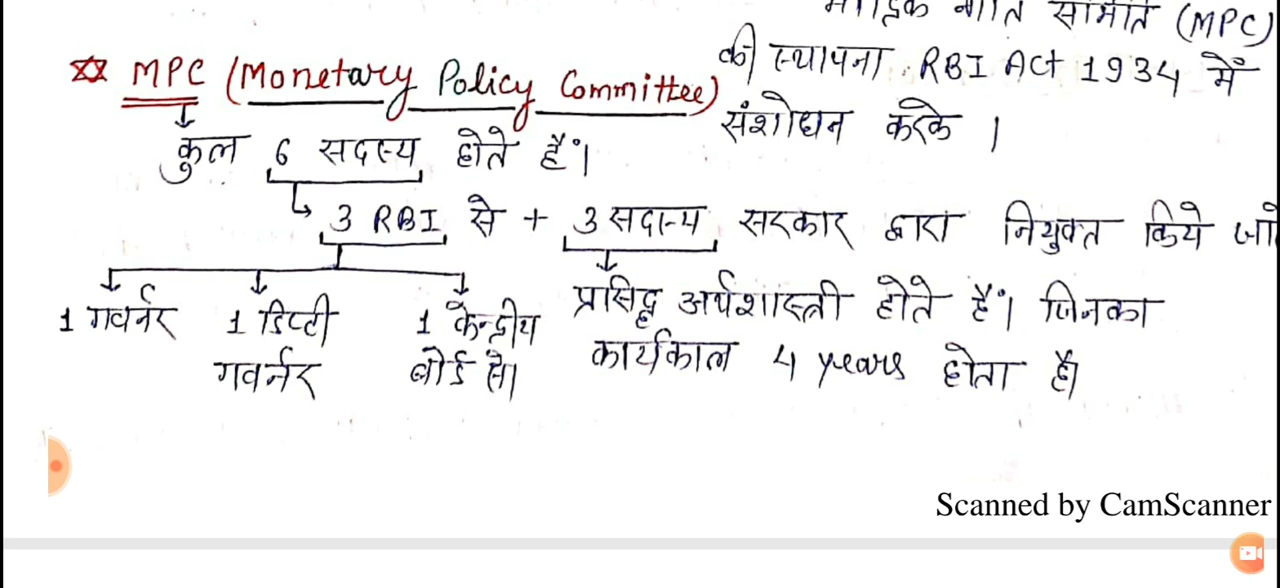 मौद्रिक नीति समिति (MPC)
की स्थापना RBI Act 1934 में
संशोधन करके ।
☆☆ MPC (Monetary Policy Committee)
कुल 6 सदस्य होते हैं।
3 RBI से + 3 सदस्य सरकार द्वारा नियुक्त किये
1 गवर्नर 1 डिप्टी गवर्नर 1 केन्द्रीय बोर्ड से।
प्रसिद्ध अर्थशास्त्री होते हैं। जिनका
कार्यकाल 4 years होता है।
Scanned by CamScanner